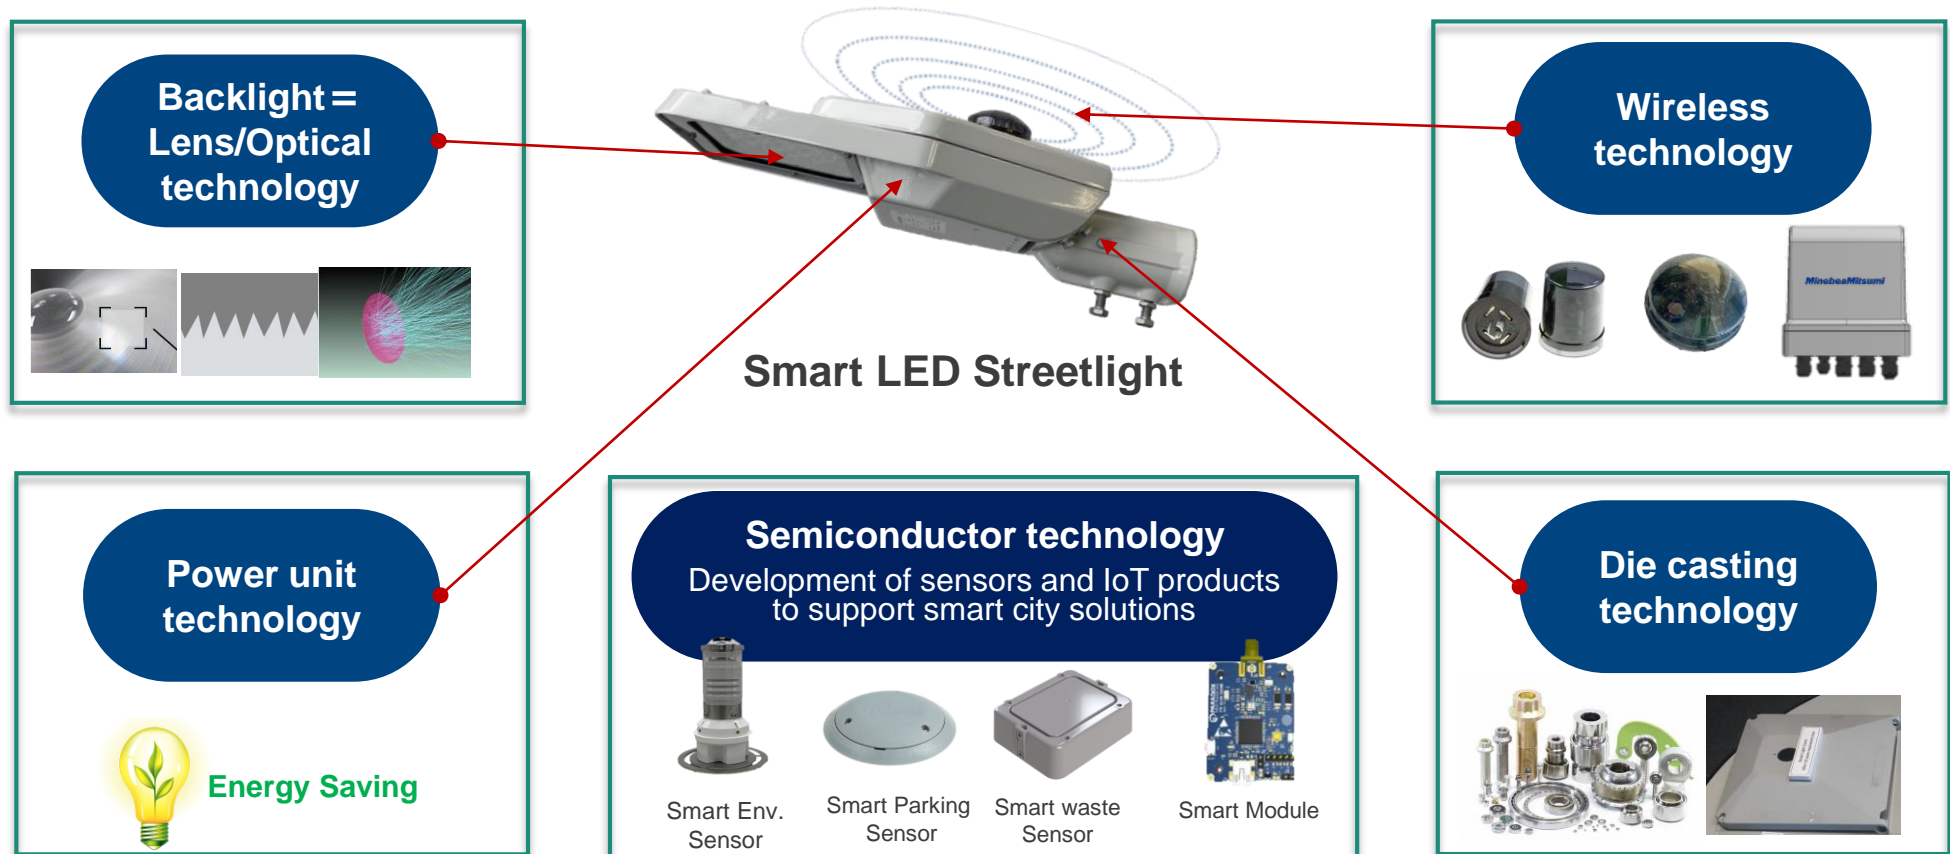 Backlight=
Lens/Optical
technology
Wireless
technology
MinebeaMitsumi
Smart LED Streetlight
Power unit
technology
Energy Saving
Semiconductor technology
Development of sensors and IoT products
to support smart city solutions
Smart Env.
Sensor
Smart Parking
Sensor
Smart waste
Sensor
Smart Module
Die casting
technology